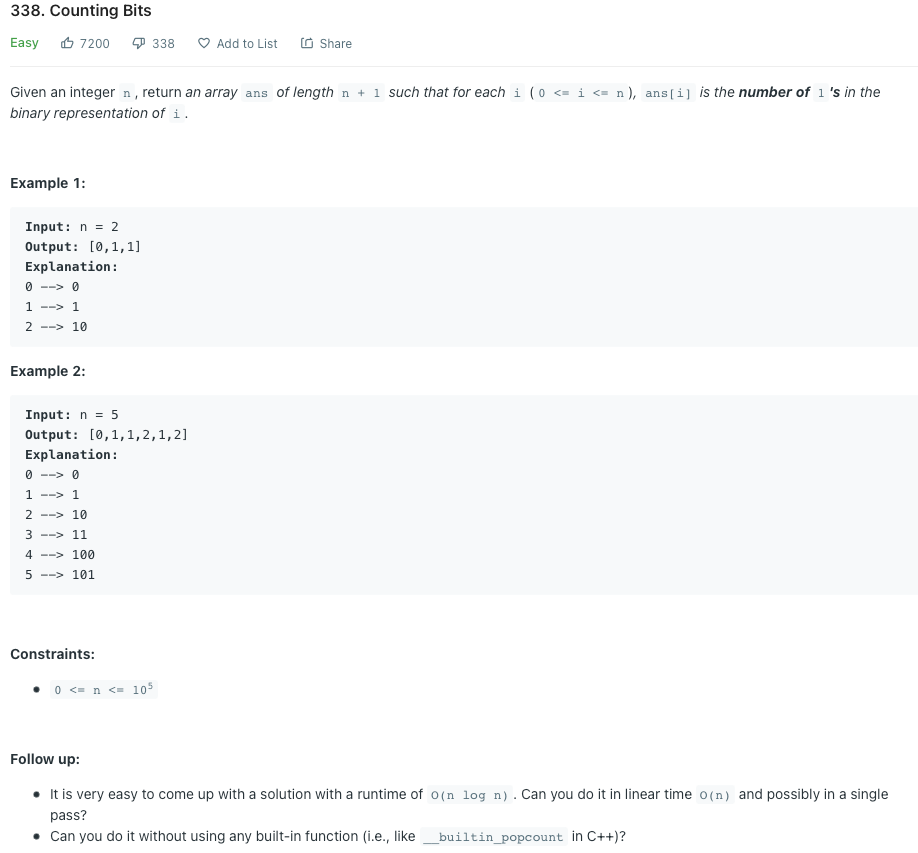 338. Counting Bits
Easy 7200 338 Add to List Share
Given an integer n, return an array ans of length n + 1 such that for each i (0 <= i <= n), ans[i] is the number of 1's in the
binary representation of i.
Example 1:
Input: n = 2
Output: [0,1,1]
Explanation:
0 --> 0
1 --> 1
2 --> 10
Example 2:
Input: n = 5
Output: [0,1,1,2,1,2]
Explanation:
0 --> 0
1 --> 1
2 --> 10
3 --> 11
4 --> 100
5 --> 101
Constraints:
• 0 <= n <= 10⁵
Follow up:
• It is very easy to come up with a solution with a runtime of O(n log n). Can you do it in linear time O(n) and possibly in a single
pass?
• Can you do it without using any built-in function (i.e., like __builtin_popcount in C++)?